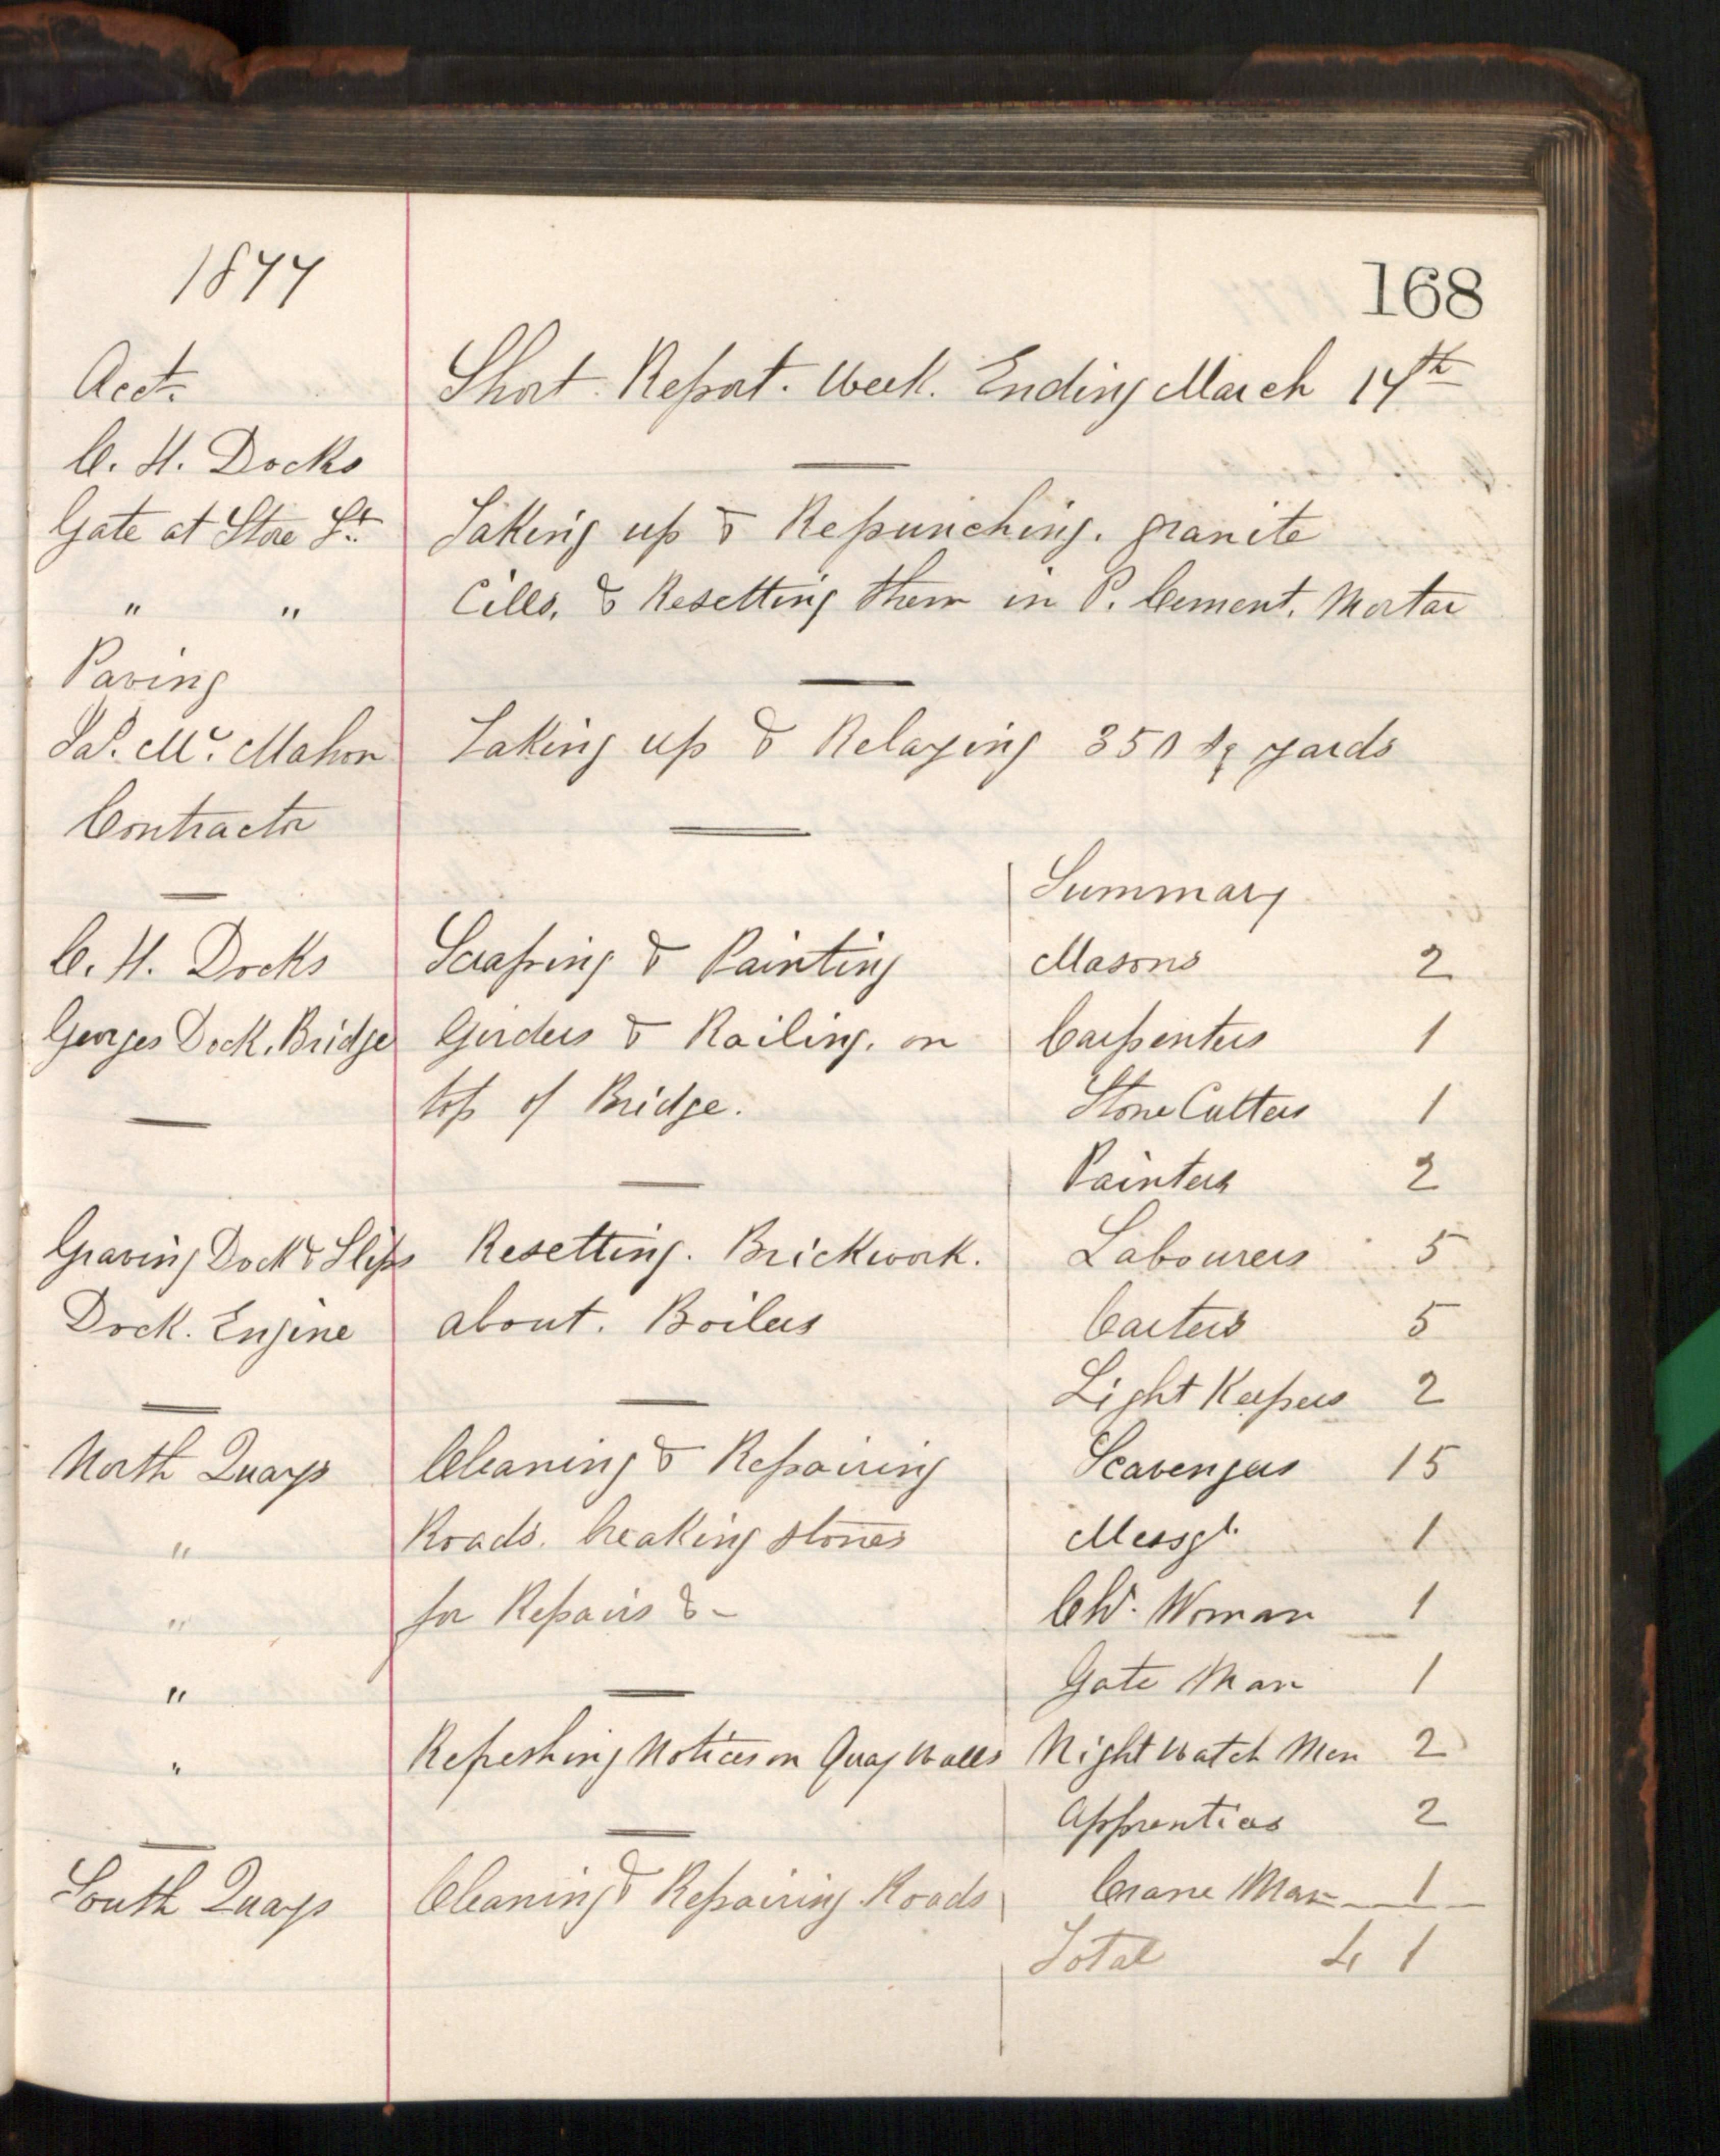 1877
168
Acct.
Short Report. Week. Ending March 17th
C. H. Docks
Gate at Store St. Taking up & Repunching. granite
" " Cills, & Resetting them in P. Cement. Mortar
Paving
Jas. Mc. Mahon Taking up & Relaying 350 sq yards
Contractor
Summary
C. H. Docks Scraping & Painting Masons 2
Georges Dock. Bridge Girders & Railing. on Carpenters 1
top of Bridge. Stone Cutters 1
Painters 2
Graving Dock & Slips Resetting. Brickwork. Labourers 5
Dock. Engine about. Boilers Carters 5
Light Keepers 2
North Quays Cleaning & Repairing Scavengers 15
" Roads. breaking stones Messgr. 1
" for Repairs &- Woman 1
" Gate Man 1
" Refreshing Notices on Quay Walls Night Watch Men 2
Apprentices 2
South Quays Cleaning & Repairing Roads Crane Man 1
Total 41